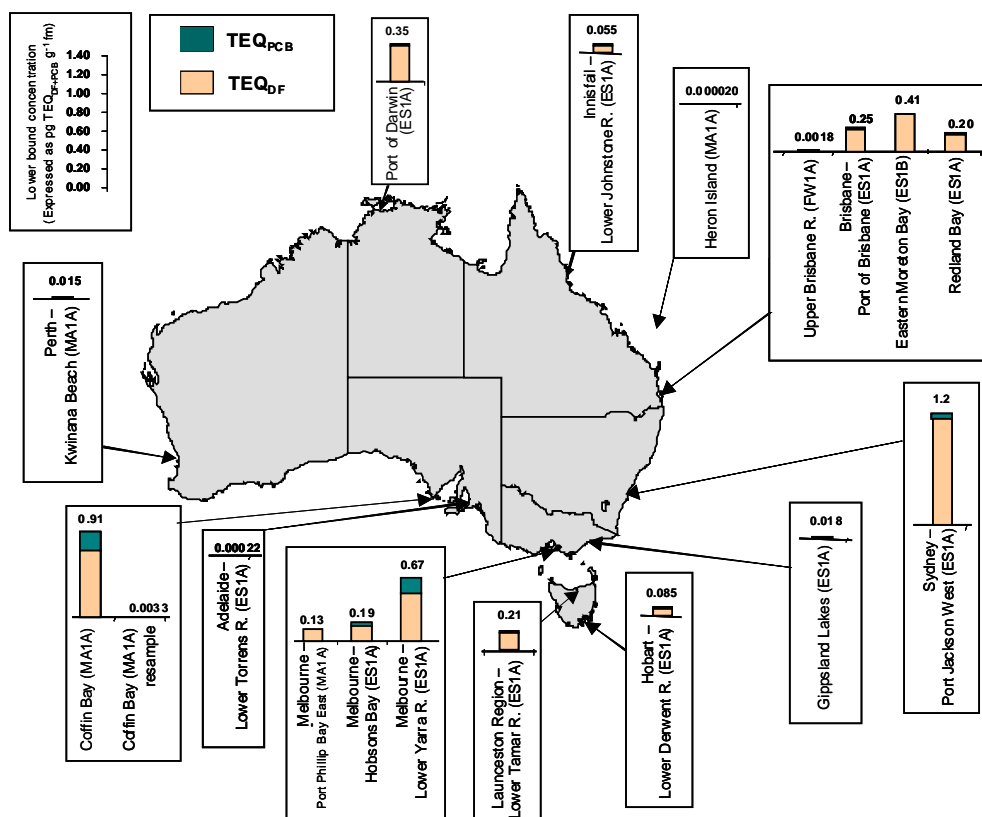 Lower bound concentration
(Expressed as pg TEQDF+PCB g-1fm)
1.40
1.20
1.00
0.80
0.60
0.40
0.20
0.00
TEQPCB
TEQDF
0.35
Port of Darwin
(ES1A)
0.055
Innisfail –
Lower Johnstone R. (ES1A)
0.000020
Heron Island (MA1A)
0.0018
0.25
0.41
0.20
Upper Brisbane R. (FW1A)
Brisbane–
Port of Brisbane (ES1A)
Eastern Moreton Bay (ES1B)
Redland Bay (ES1A)
0.015
Perth –
Kwinana Beach (MA1A)
1.2
Sydney –
Port Jackson West (ES1A)
0.91
0.0033
Coffin Bay (MA1A)
Coffin Bay (MA1A)
resample
0.00022
Adelaide–
Lower Torrens R. (ES1A)
0.13
0.19
0.67
Melbourne–
Port Phillip Bay East (MA1A)
Melbourne–
Hobsons Bay (ES1A)
Melbourne –
Lower Yarra R. (ES1A)
0.21
Launceston Region –
Lower Tamar R. (ES1A)
0.085
Hobart –
Lower Derwent R. (ES1A)
0.018
Gippsland Lakes (ES1A)